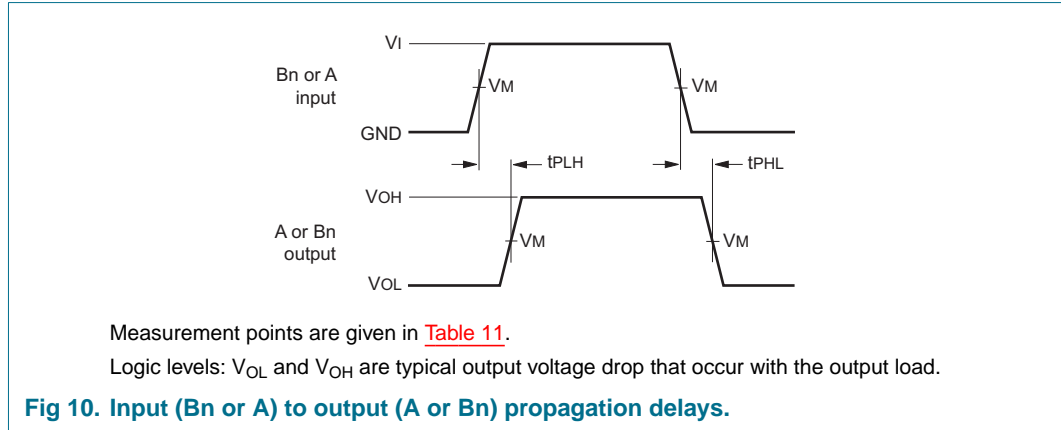 VI
Bn or A
input
VM
VM
GND
tPLH
tPHL
VOH
A or Bn
output
VM
VM
VOL
Measurement points are given in Table 11.
Logic levels: VOL and VOH are typical output voltage drop that occur with the output load.
Fig 10. Input (Bn or A) to output (A or Bn) propagation delays.